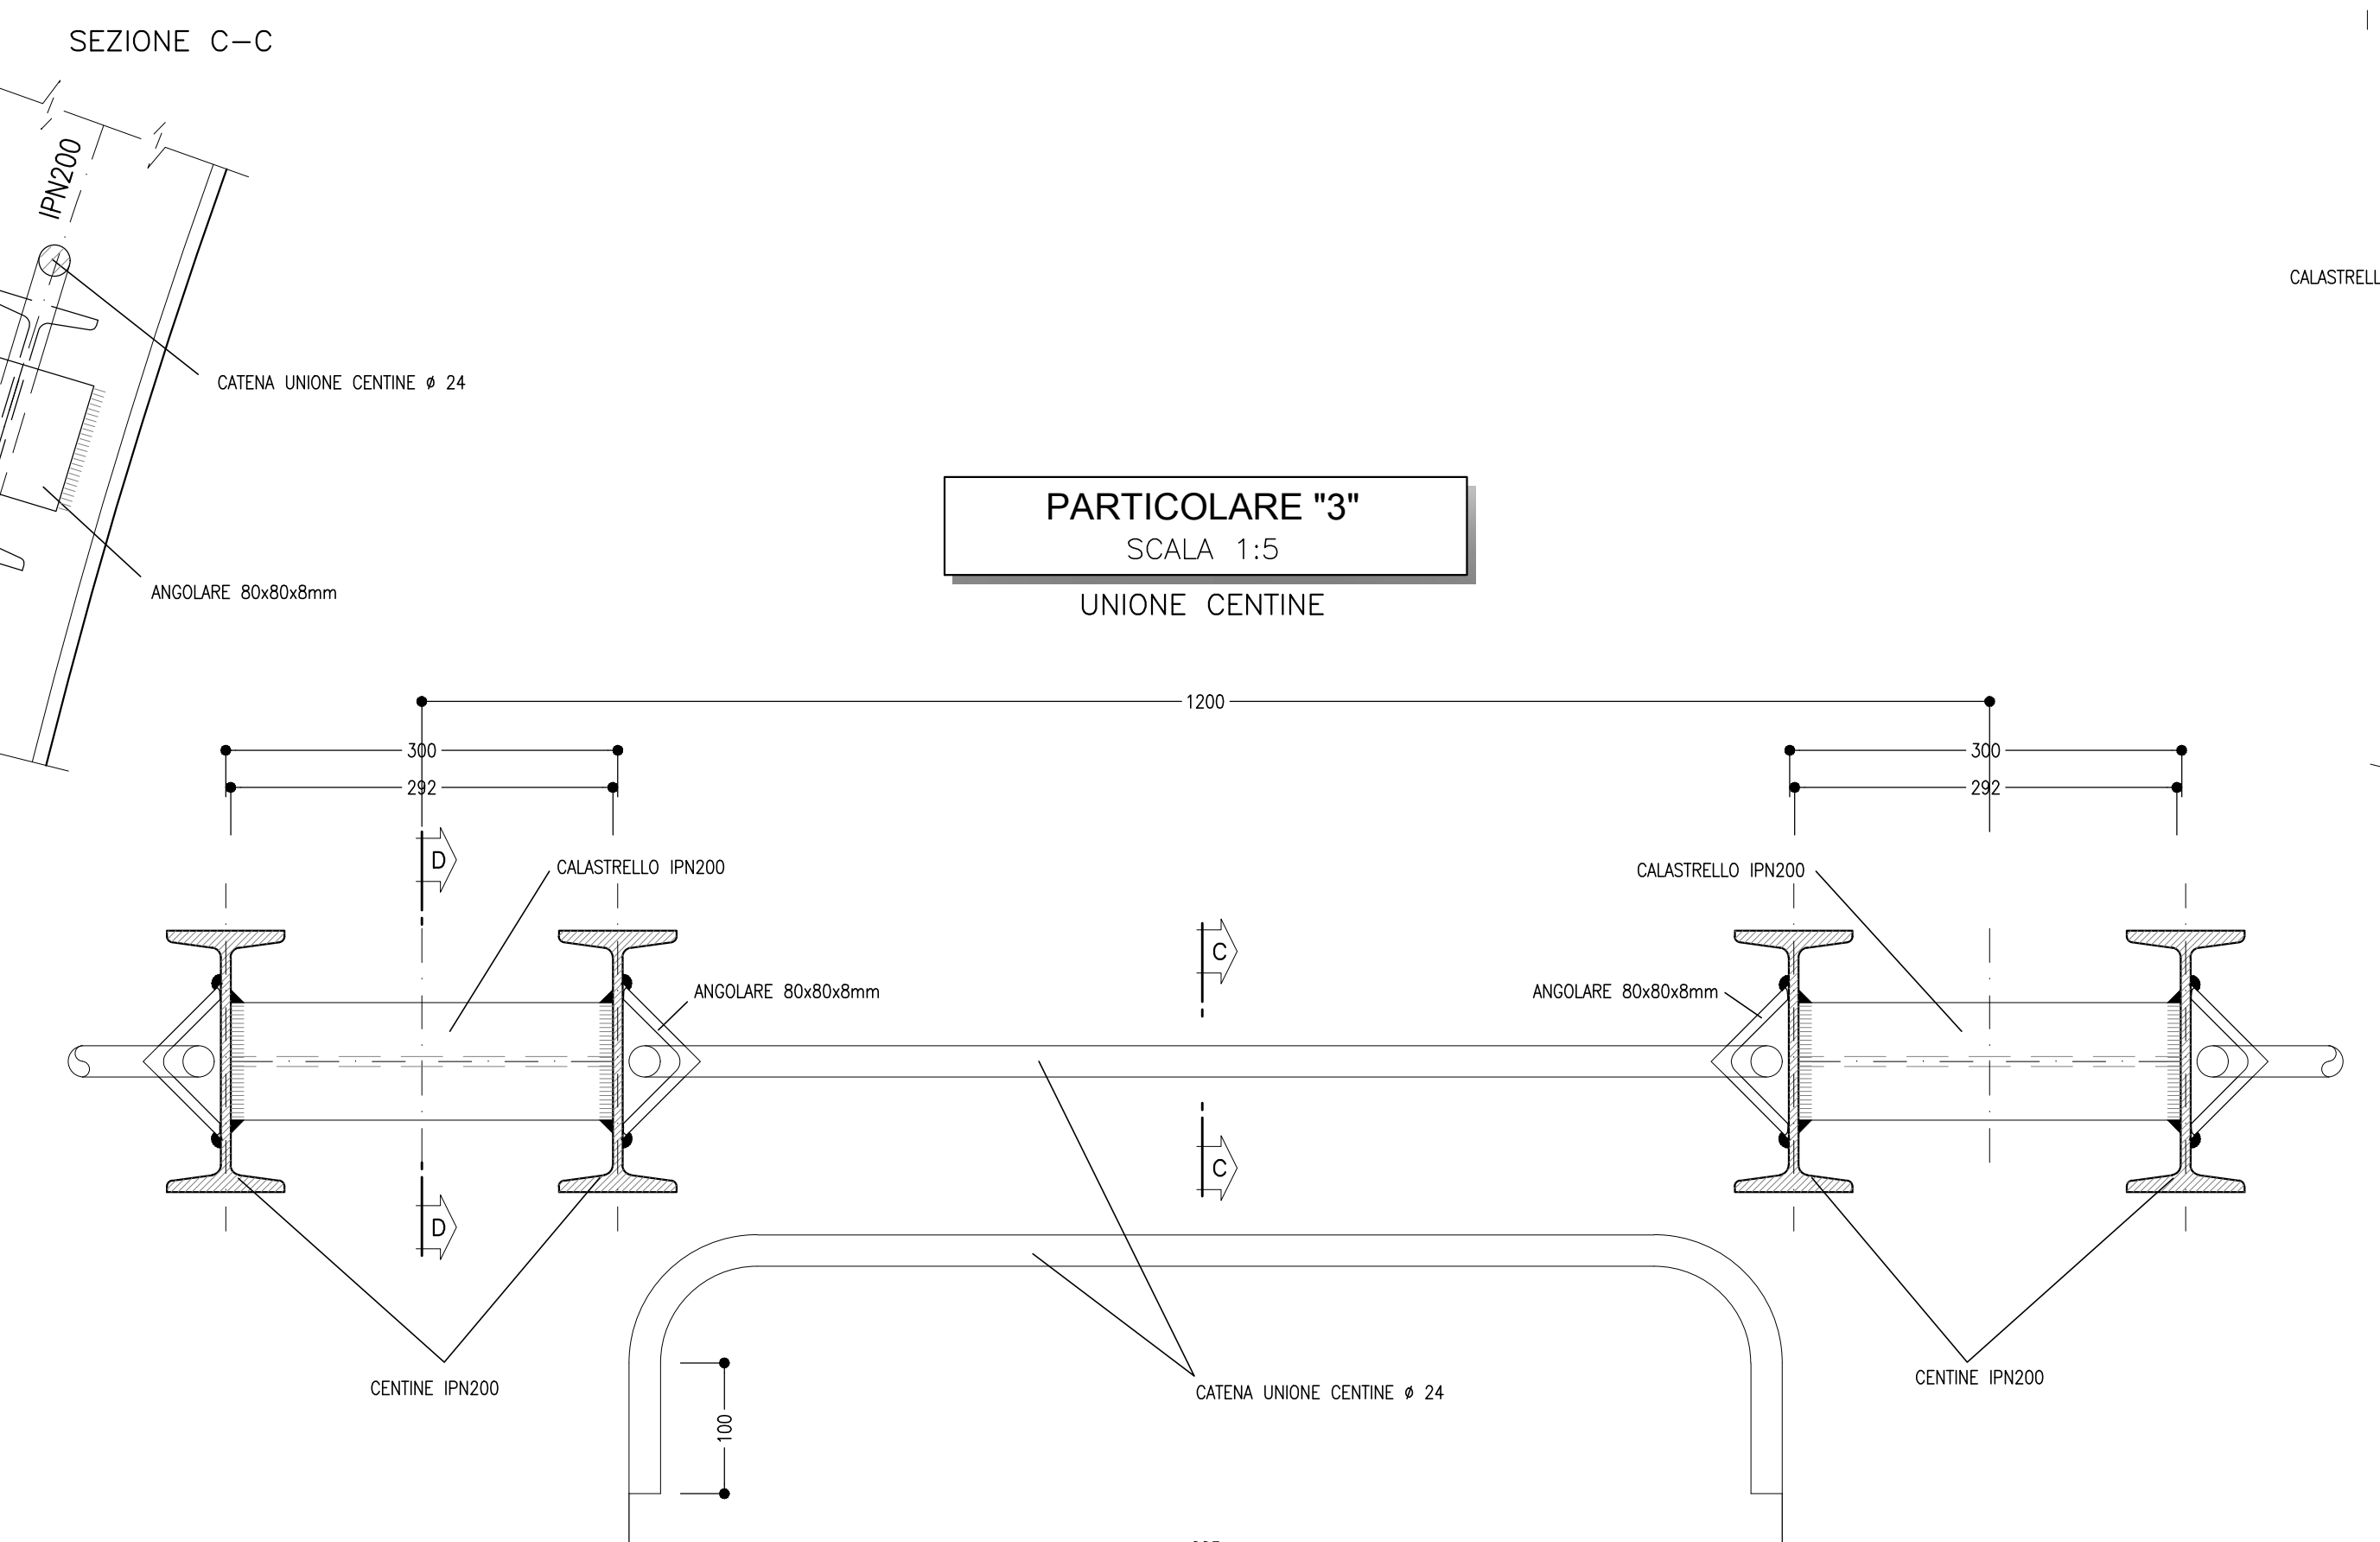 SEZIONE C-C
IPN200
CATENA UNIONE CENTINE ø 24
ANGOLARE 80x80x8mm
PARTICOLARE "3"
SCALA 1:5
UNIONE CENTINE
1200
300
300
292
292
D
CALASTRELLO IPN200
CALASTRELLO IPN200
C
ANGOLARE 80x80x8mm
ANGOLARE 80x80x8mm
C
D
CENTINE IPN200
CATENA UNIONE CENTINE ø 24
CENTINE IPN200
100